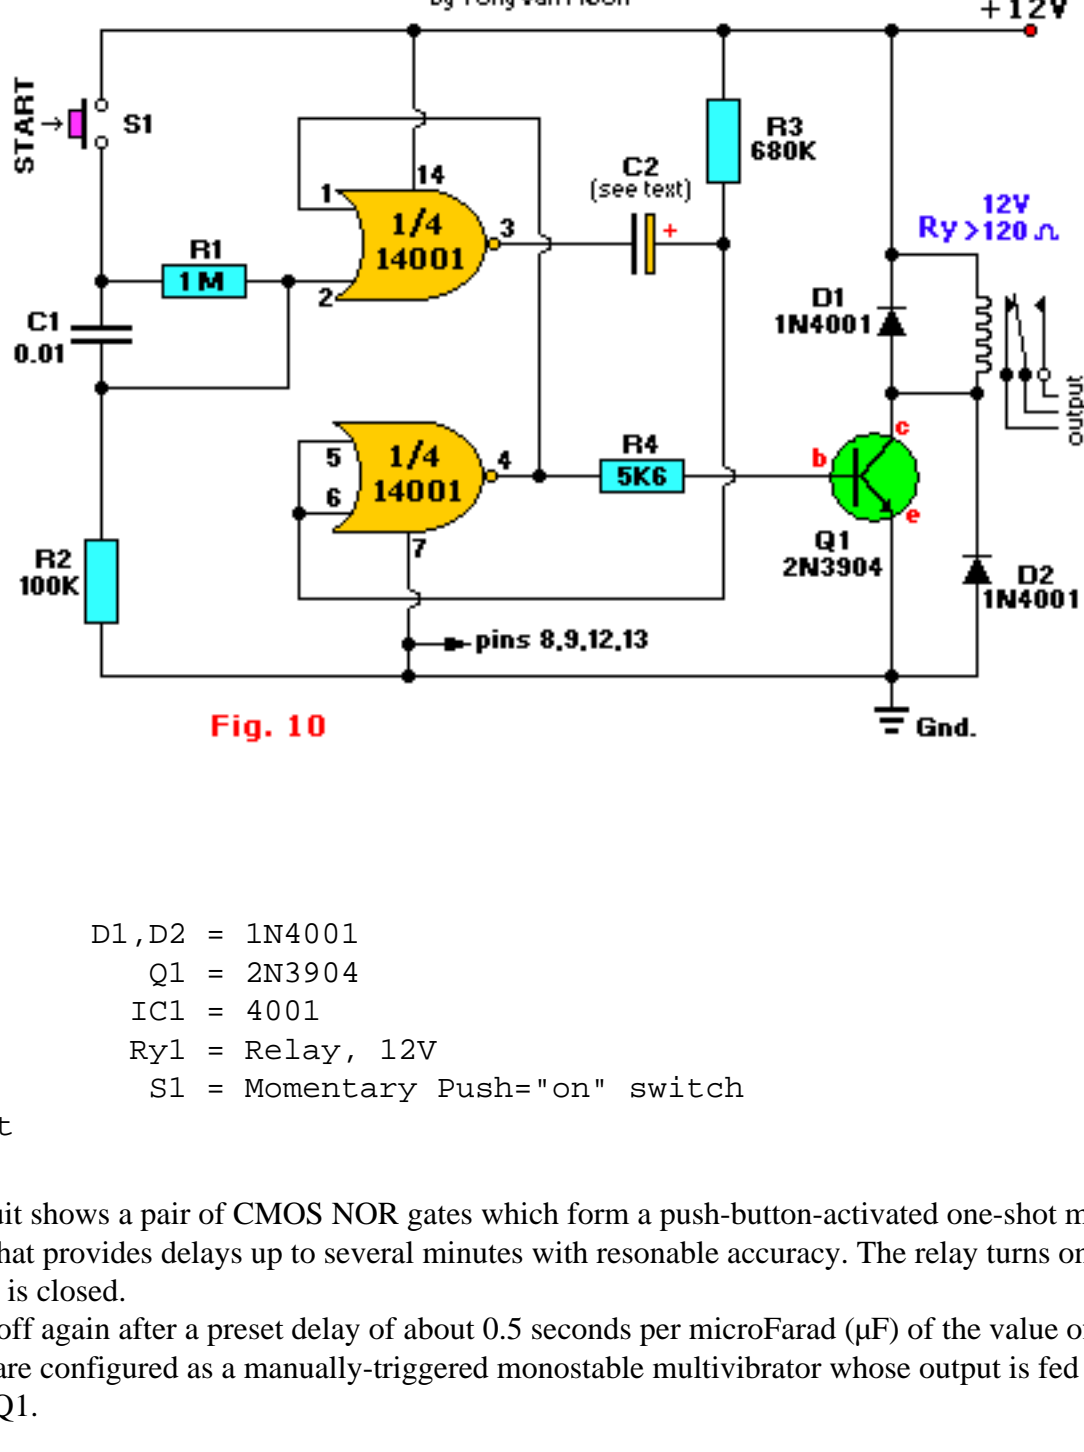 by Tony van Roon
+12V
START
S1
R3
680K
C2
(see text)
14
1
1/4
14001
3
+
12V
Ry >120
R1
1M
2
D1
1N4001
C1
0.01
output
c
R4
5K6
b
5
1/4
14001
4
6
e
7
Q1
2N3904
R2
100K
D2
1N4001
pins 8,9,12,13
Fig. 10
Gnd.
D1,D2 = 1N4001
Q1 = 2N3904
IC1 = 4001
Ry1 = Relay, 12V
S1 = Momentary Push="on" switch
t
uit shows a pair of CMOS NOR gates which form a push-button-activated one-shot m
hat provides delays up to several minutes with resonable accuracy. The relay turns on
is closed.
off again after a preset delay of about 0.5 seconds per microFarad (µF) of the value o
are configured as a manually-triggered monostable multivibrator whose output is fed
Q1.